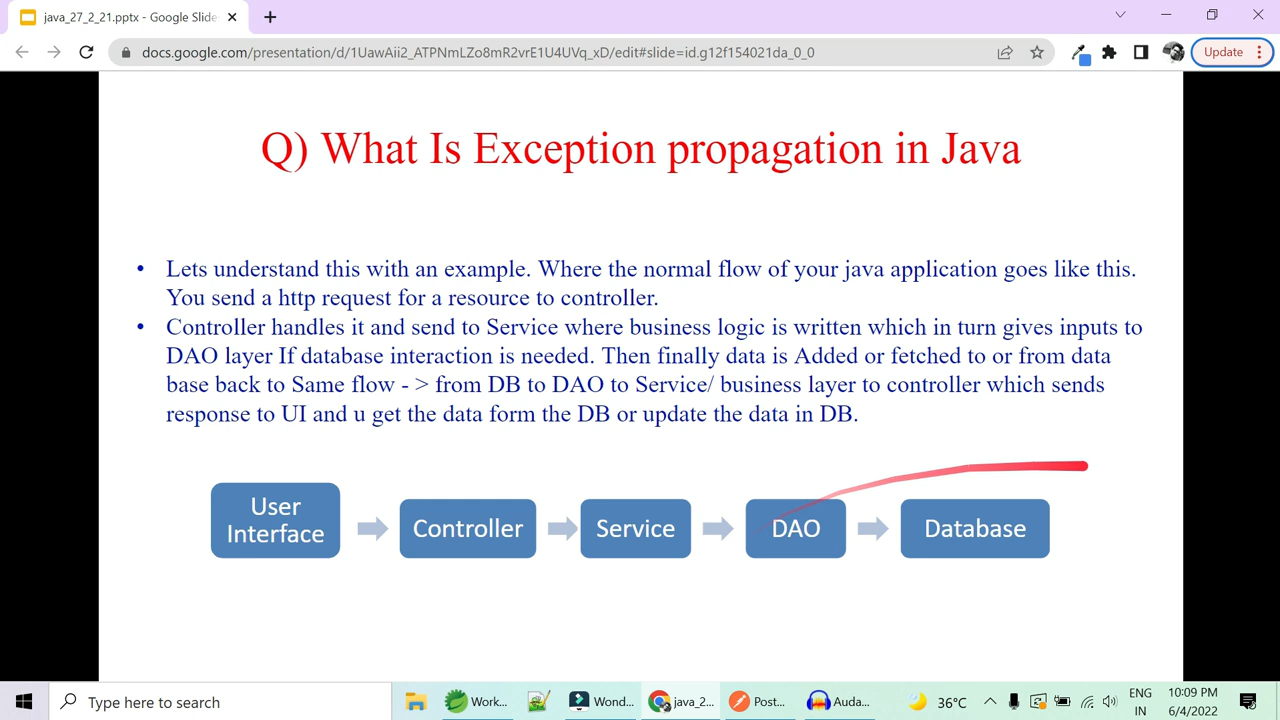 java_27_2_21.pptx - Google Slide
docs.google.com/presentation/d/1UawAii2_ATPNmLZo8mR2vrE1U4UVq_xD/edit#slide=id.g12f154021da_0_0
Update
Q) What Is Exception propagation in Java
• Lets understand this with an example. Where the normal flow of your java application goes like this.
You send a http request for a resource to controller.
• Controller handles it and send to Service where business logic is written which in turn gives inputs to
DAO layer If database interaction is needed. Then finally data is Added or fetched to or from data
base back to Same flow - > from DB to DAO to Service/ business layer to controller which sends
response to UI and u get the data form the DB or update the data in DB.
User
Interface
Controller
Service
DAO
Database
Type here to search
Work...
Wond...
java_2...
Post...
Auda...
36°C
ENG
IN
10:09 PM
6/4/2022